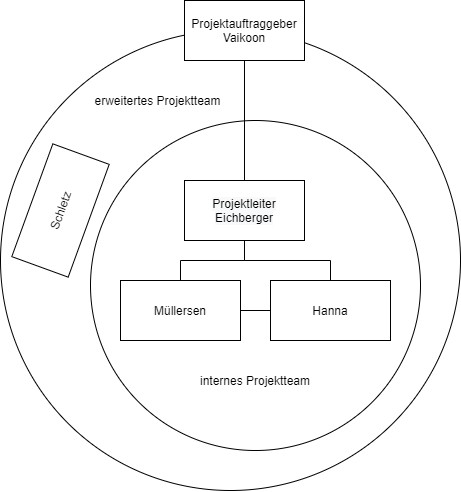 Projektauftraggeber
Vaikoon
erweitertes Projektteam
Schletz
Projektleiter
Eichberger
Müllersen
Hanna
internes Projektteam